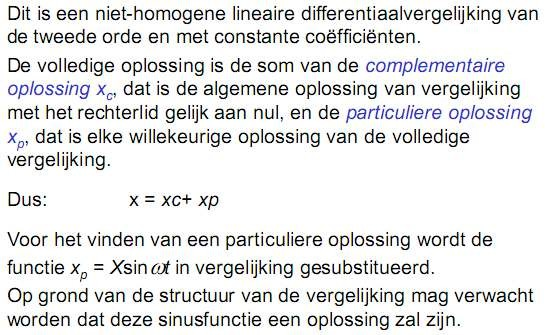 Dit is een niet-homogene lineaire differentiaalvergelijking van
de tweede orde en met constante coëfficiënten.
De volledige oplossing is de som van de complementaire
oplossing x_c, dat is de algemene oplossing van vergelijking
met het rechterlid gelijk aan nul, en de particuliere oplossing
x_p, dat is elke willekeurige oplossing van de volledige
vergelijking.
Dus: x = xc+ xp
Voor het vinden van een particuliere oplossing wordt de
functie x_p = Xsin ωt in vergelijking gesubstitueerd.
Op grond van de structuur van de vergelijking mag verwacht
worden dat deze sinusfunctie een oplossing zal zijn.